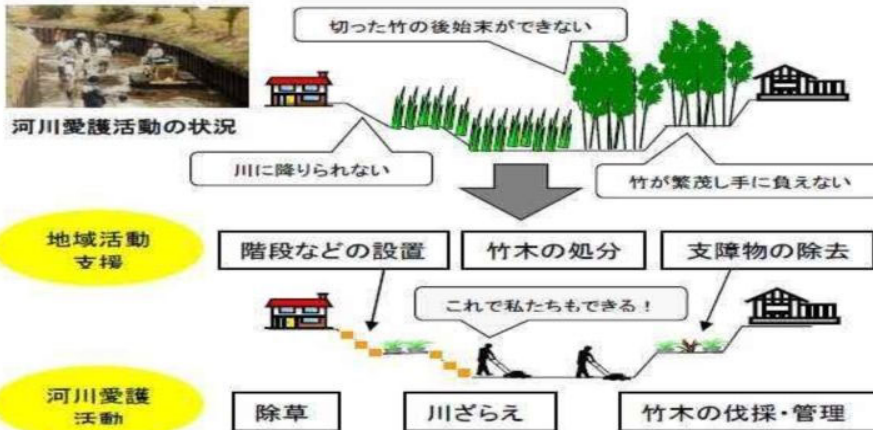 切った竹の後始末ができない
河川愛護活動の状況
川に降りられない
竹が繁茂し手に負えない
地域活動
支援
階段などの設置
竹木の処分
支障物の除去
これで私たちもできる！
河川愛護
活動
除草
川ざらえ
竹木の伐採・管理